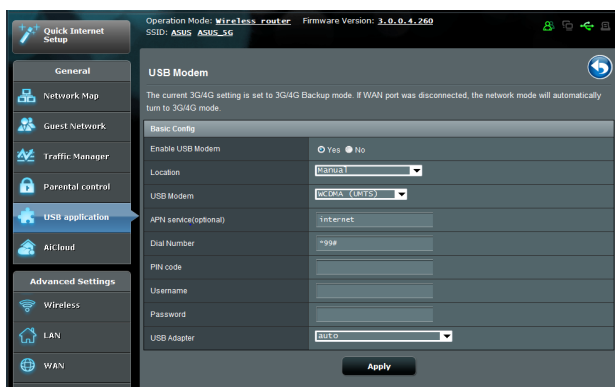 Operation Mode: Wireless router Firmware Version: 3.0.0.4.260
SSID: ASUS ASUS_5G
Quick Internet
Setup
General
Network Map
Guest Network
Traffic Manager
Parental control
USB application
AiCloud
Advanced Settings
Wireless
LAN
WAN
USB Modem
The current 3G/4G setting is set to 3G/4G Backup mode. If WAN port was disconnected, the network mode will automatically
turn to 3G/4G mode.
Basic Config
Enable USB Modem Yes No
Location Manual
USB Modem WCDMA (UMTS)
APN service(optional) internet
Dial Number *99#
PIN code
Username
Password
USB Adapter auto
Apply